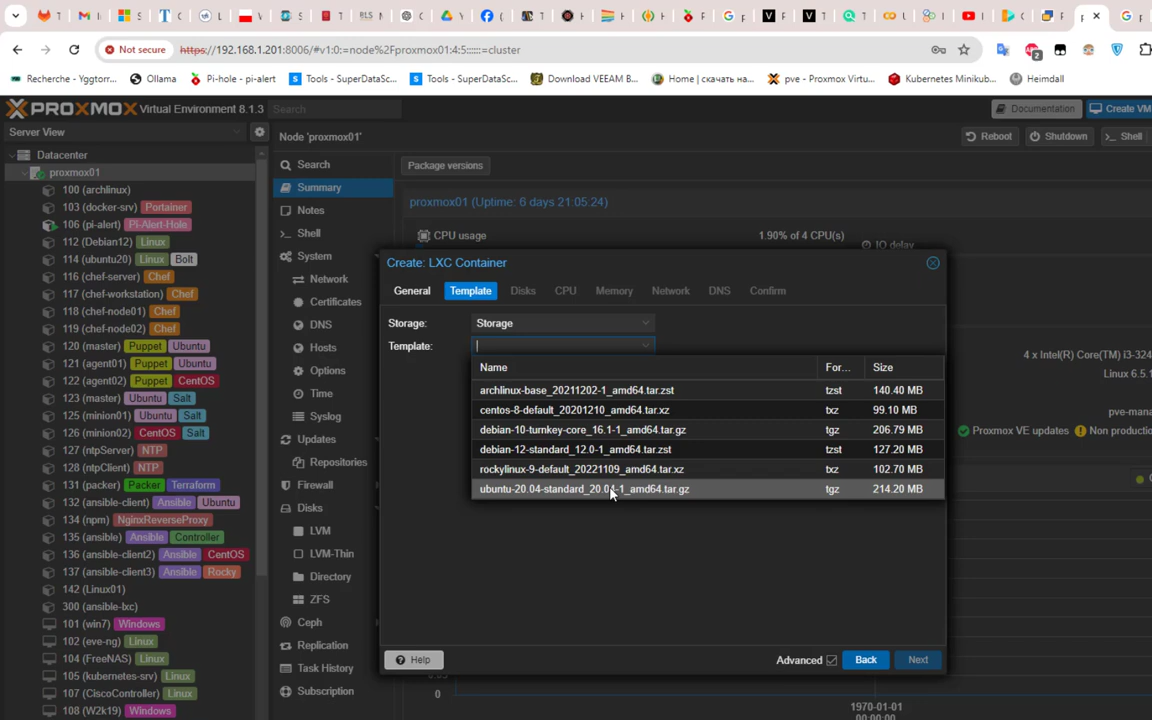 Not secure https://192.168.1.201:8006/#v1:0:=node%2Fproxmox01:4:5::::::=cluster
Recherche - Yggtorr... Ollama Pi-hole - pi-alert Tools - SuperDataSc... Tools - SuperDataSc... Download VEEAM B... Home | скачать на... pve - Proxmox Virtu... Kubernetes Minikub... Heimdall
PROXMOX Virtual Environment 8.1.3 Search Documentation Create VM
Server View Node 'proxmox01' Reboot Shutdown Shell
Datacenter
proxmox01
100 (archlinux)
103 (docker-srv) Portainer
106 (pi-alert) Pi-Alert-Hole
112 (Debian12) Linux
114 (ubuntu20) Linux Bolt
116 (chef-server) Chef
117 (chef-workstation) Chef
118 (chef-node01) Chef
119 (chef-node02) Chef
120 (master) Puppet Ubuntu
121 (agent01) Puppet Ubuntu
122 (agent02) Puppet CentOS
123 (master) Ubuntu Salt
125 (minion01) Ubuntu Salt
126 (minion02) CentOS Salt
127 (ntpServer) NTP
128 (ntpClient) NTP
131 (packer) Packer Terraform
132 (ansible-client) Ansible Ubuntu
134 (npm) NginxReverseProxy
135 (ansible) Ansible Controller
136 (ansible-client2) Ansible CentOS
137 (ansible-client3) Ansible Rocky
142 (Linux01)
300 (ansible-lxc)
101 (win7) Windows
102 (eve-ng) Linux
104 (FreeNAS) Linux
105 (kubernetes-srv) Linux
107 (CiscoController) Linux
108 (W2k19) Windows
Search
Summary
Notes
Shell
System
Network
Certificates
DNS
Hosts
Options
Time
Syslog
Updates
Repositories
Firewall
Disks
LVM
LVM-Thin
Directory
ZFS
Ceph
Replication
Task History
Subscription
Package versions
proxmox01 (Uptime: 6 days 21:05:24)
CPU usage 1.90% of 4 CPU(s)
IO delay
4 x Intel(R) Core(TM) i3-324
Linux 6.5.1
pve-mana
Proxmox VE updates Non productio
Create: LXC Container
General Template Disks CPU Memory Network DNS Confirm
Storage: Storage
Template:
Name For... Size
archlinux-base_20211202-1_amd64.tar.zst tzst 140.40 MB
centos-8-default_20201210_amd64.tar.xz txz 99.10 MB
debian-10-turnkey-core_16.1-1_amd64.tar.gz tgz 206.79 MB
debian-12-standard_12.0-1_amd64.tar.zst tzst 127.20 MB
rockylinux-9-default_20221109_amd64.tar.xz txz 102.70 MB
ubuntu-20.04-standard_20.04-1_amd64.tar.gz tgz 214.20 MB
Help Advanced Back Next
0
1970-01-01
00:00:00